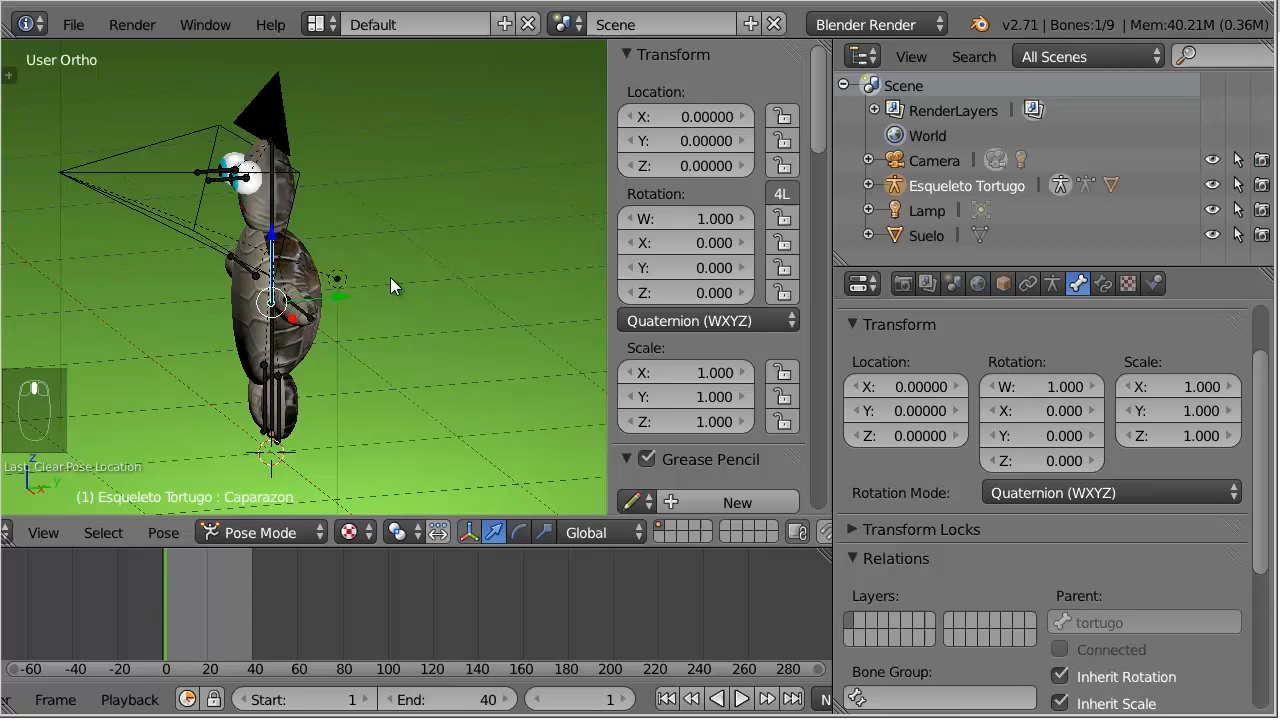 File Render Window Help Default Scene Blender Render v2.71 | Bones:1/9 | Mem:40.21M (0.36M)
User Ortho
Transform
Location:
X: 0.00000
Y: 0.00000
Z: 0.00000
Rotation: 4L
W: 1.000
X: 0.000
Y: 0.000
Z: 0.000
Quaternion (WXYZ)
Scale:
X: 1.000
Y: 1.000
Z: 1.000
Grease Pencil
New
View Search All Scenes
Scene
RenderLayers
World
Camera
Esqueleto Tortugo
Lamp
Suelo
Transform
Location: Rotation: Scale:
X: 0.00000 W: 1.000 X: 1.000
Y: 0.00000 X: 0.000 Y: 1.000
Z: 0.00000 Y: 0.000 Z: 1.000
Z: 0.000
Rotation Mode: Quaternion (WXYZ)
Transform Locks
Relations
Layers: Parent:
tortugo
Connected
Bone Group: Inherit Rotation
Inherit Scale
Last: Clear Pose Location
z
y
x
(1) Esqueleto Tortugo : Caparazon
View Select Pose Pose Mode Global
-60 -40 -20 0 20 40 60 80 100 120 140 160 180 200 220 240 260 280
Frame Playback Start: 1 End: 40 1